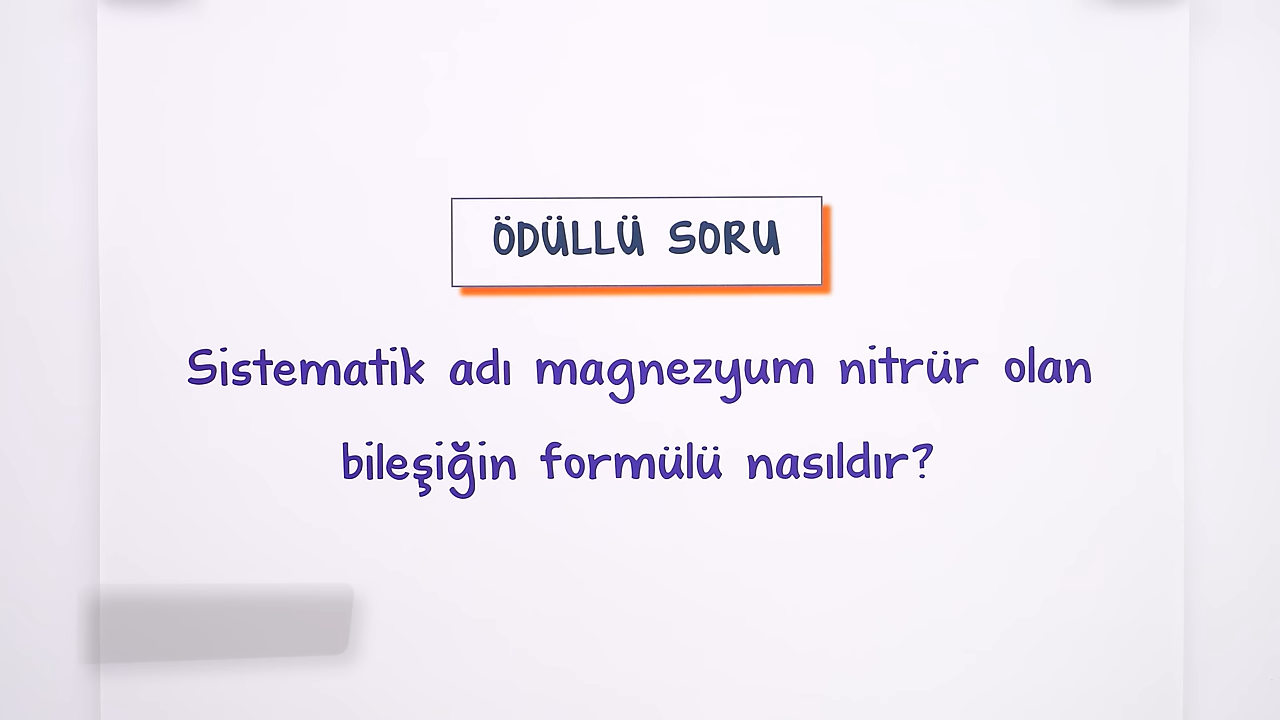 ÖDÜLLÜ SORU
Sistematik adı magnezyum nitrür olan
bileşiğin formülü nasıldır?